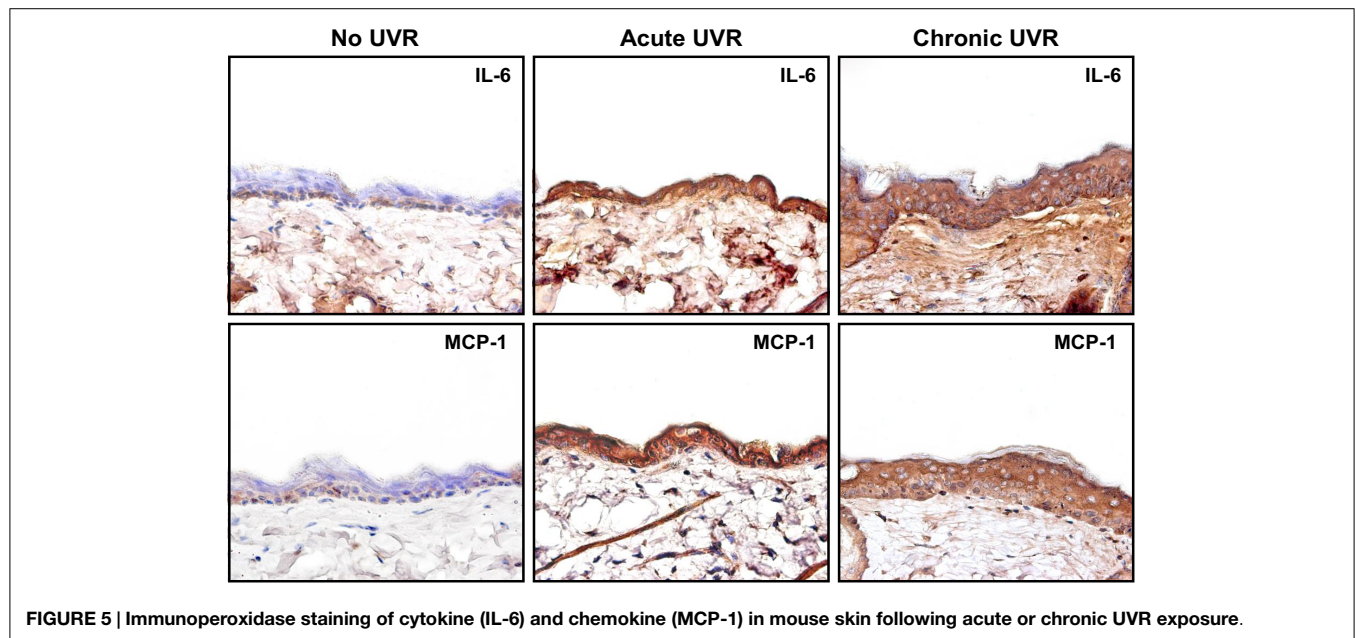 No UVR Acute UVR Chronic UVR
IL-6 IL-6 IL-6
MCP-1 MCP-1 MCP-1
FIGURE 5 | Immunoperoxidase staining of cytokine (IL-6) and chemokine (MCP-1) in mouse skin following acute or chronic UVR exposure.